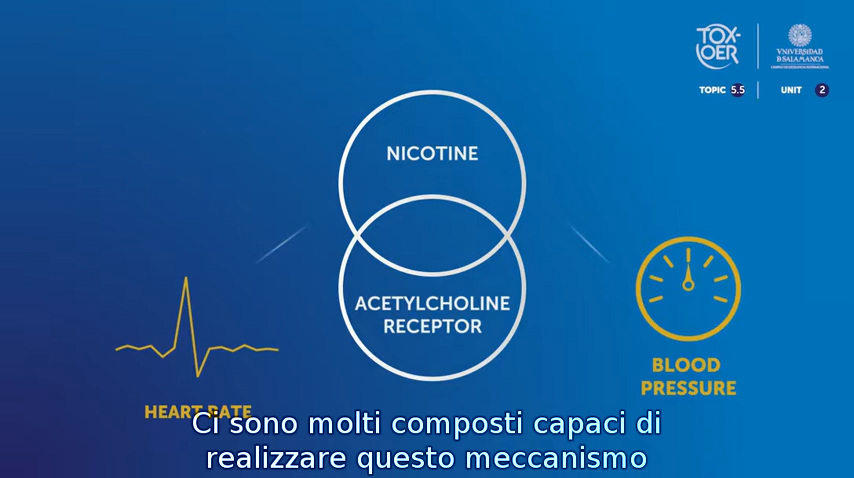 TOX-
OER
VNIVERSIDAD
D SALAMANCA
TOPIC 5.5
UNIT 2
NICOTINE
ACETYLCHOLINE
RECEPTOR
BLOOD
PRESSURE
HEART RATE
Ci sono molti composti capaci di
realizzare questo meccanismo